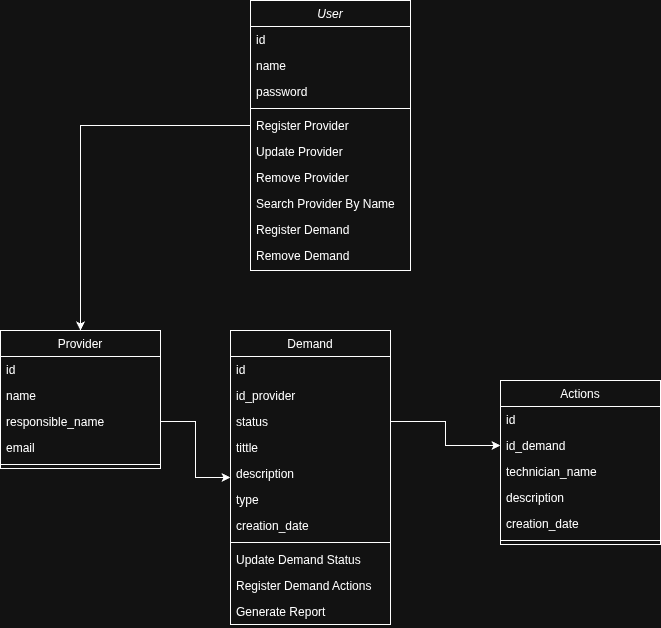 User
id
name
password
Register Provider
Update Provider
Remove Provider
Search Provider By Name
Register Demand
Remove Demand
Provider
id
name
responsible_name
email
Demand
id
id_provider
status
tittle
description
type
creation_date
Update Demand Status
Register Demand Actions
Generate Report
Actions
id
id_demand
technician_name
description
creation_date